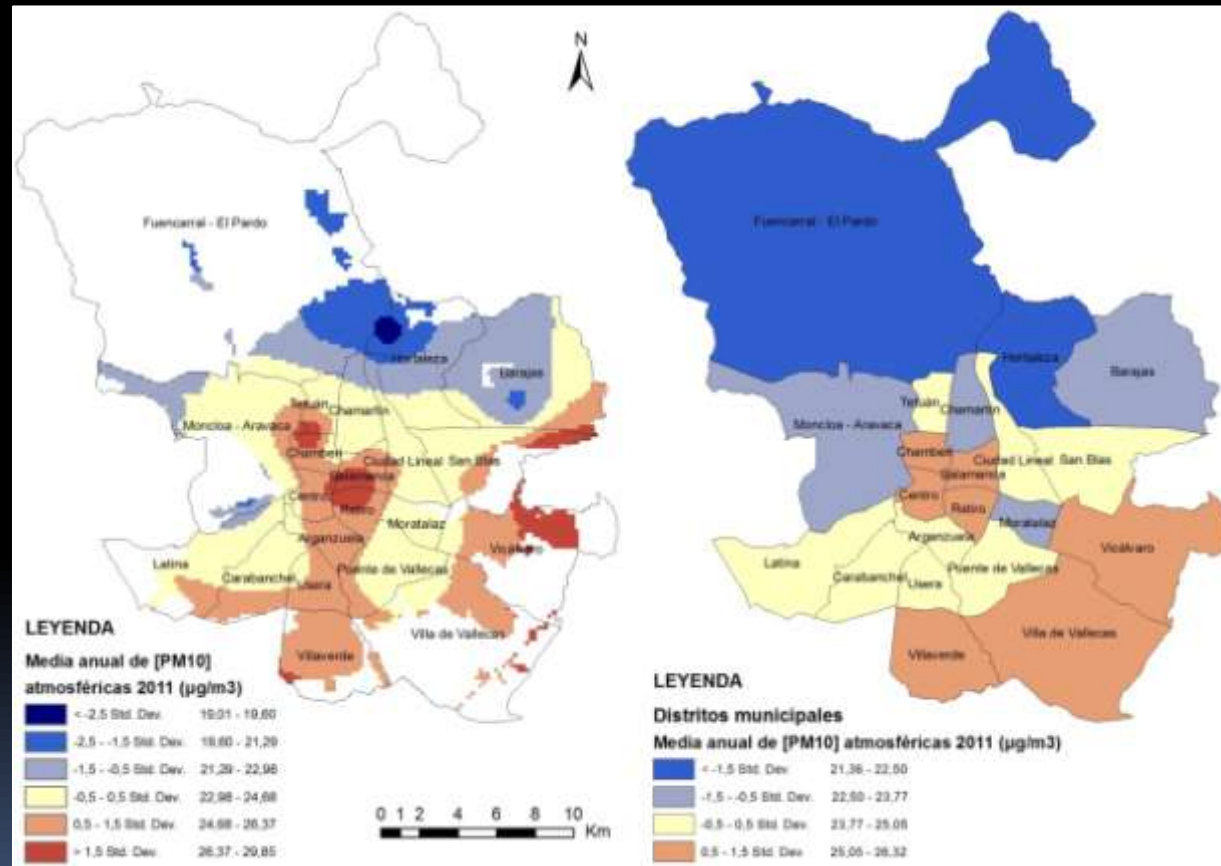 N
Fuencarral - El Pardo
Hortaleza
Barajas
Tetuán
Chamartín
Moncloa - Aravaca
Chamberí
Ciudad Lineal
San Blas
Salamanca
Centro
Retiro
Moratalaz
Arganzuela
Vicálvaro
Latina
Puente de Vallecas
Carabanchel
Usera
Villa de Vallecas
Villaverde
LEYENDA
Media anual de [PM10]
atmosféricas 2011 (µg/m3)
< -2,5 Std. Dev. 19,01 - 19,60
-2,5 - -1,5 Std. Dev. 19,60 - 21,29
-1,5 - -0,5 Std. Dev. 21,29 - 22,98
-0,5 - 0,5 Std. Dev. 22,98 - 24,68
0,5 - 1,5 Std. Dev. 24,68 - 26,37
> 1,5 Std. Dev. 26,37 - 29,85
0 1 2 4 6 8 10
Km
Fuencarral - El Pardo
Hortaleza
Barajas
Tetuán
Chamartín
Moncloa - Aravaca
Chamberí
Ciudad Lineal
San Blas
Salamanca
Centro
Retiro
Moratalaz
Arganzuela
Vicálvaro
Latina
Puente de Vallecas
Carabanchel
Usera
Villa de Vallecas
Villaverde
LEYENDA
Distritos municipales
Media anual de [PM10] atmosféricas 2011 (µg/m3)
< -1,5 Std. Dev. 21,36 - 22,50
-1,5 - -0,5 Std. Dev. 22,50 - 23,77
-0,5 - 0,5 Std. Dev. 23,77 - 25,05
0,5 - 1,5 Std. Dev. 25,05 - 26,32